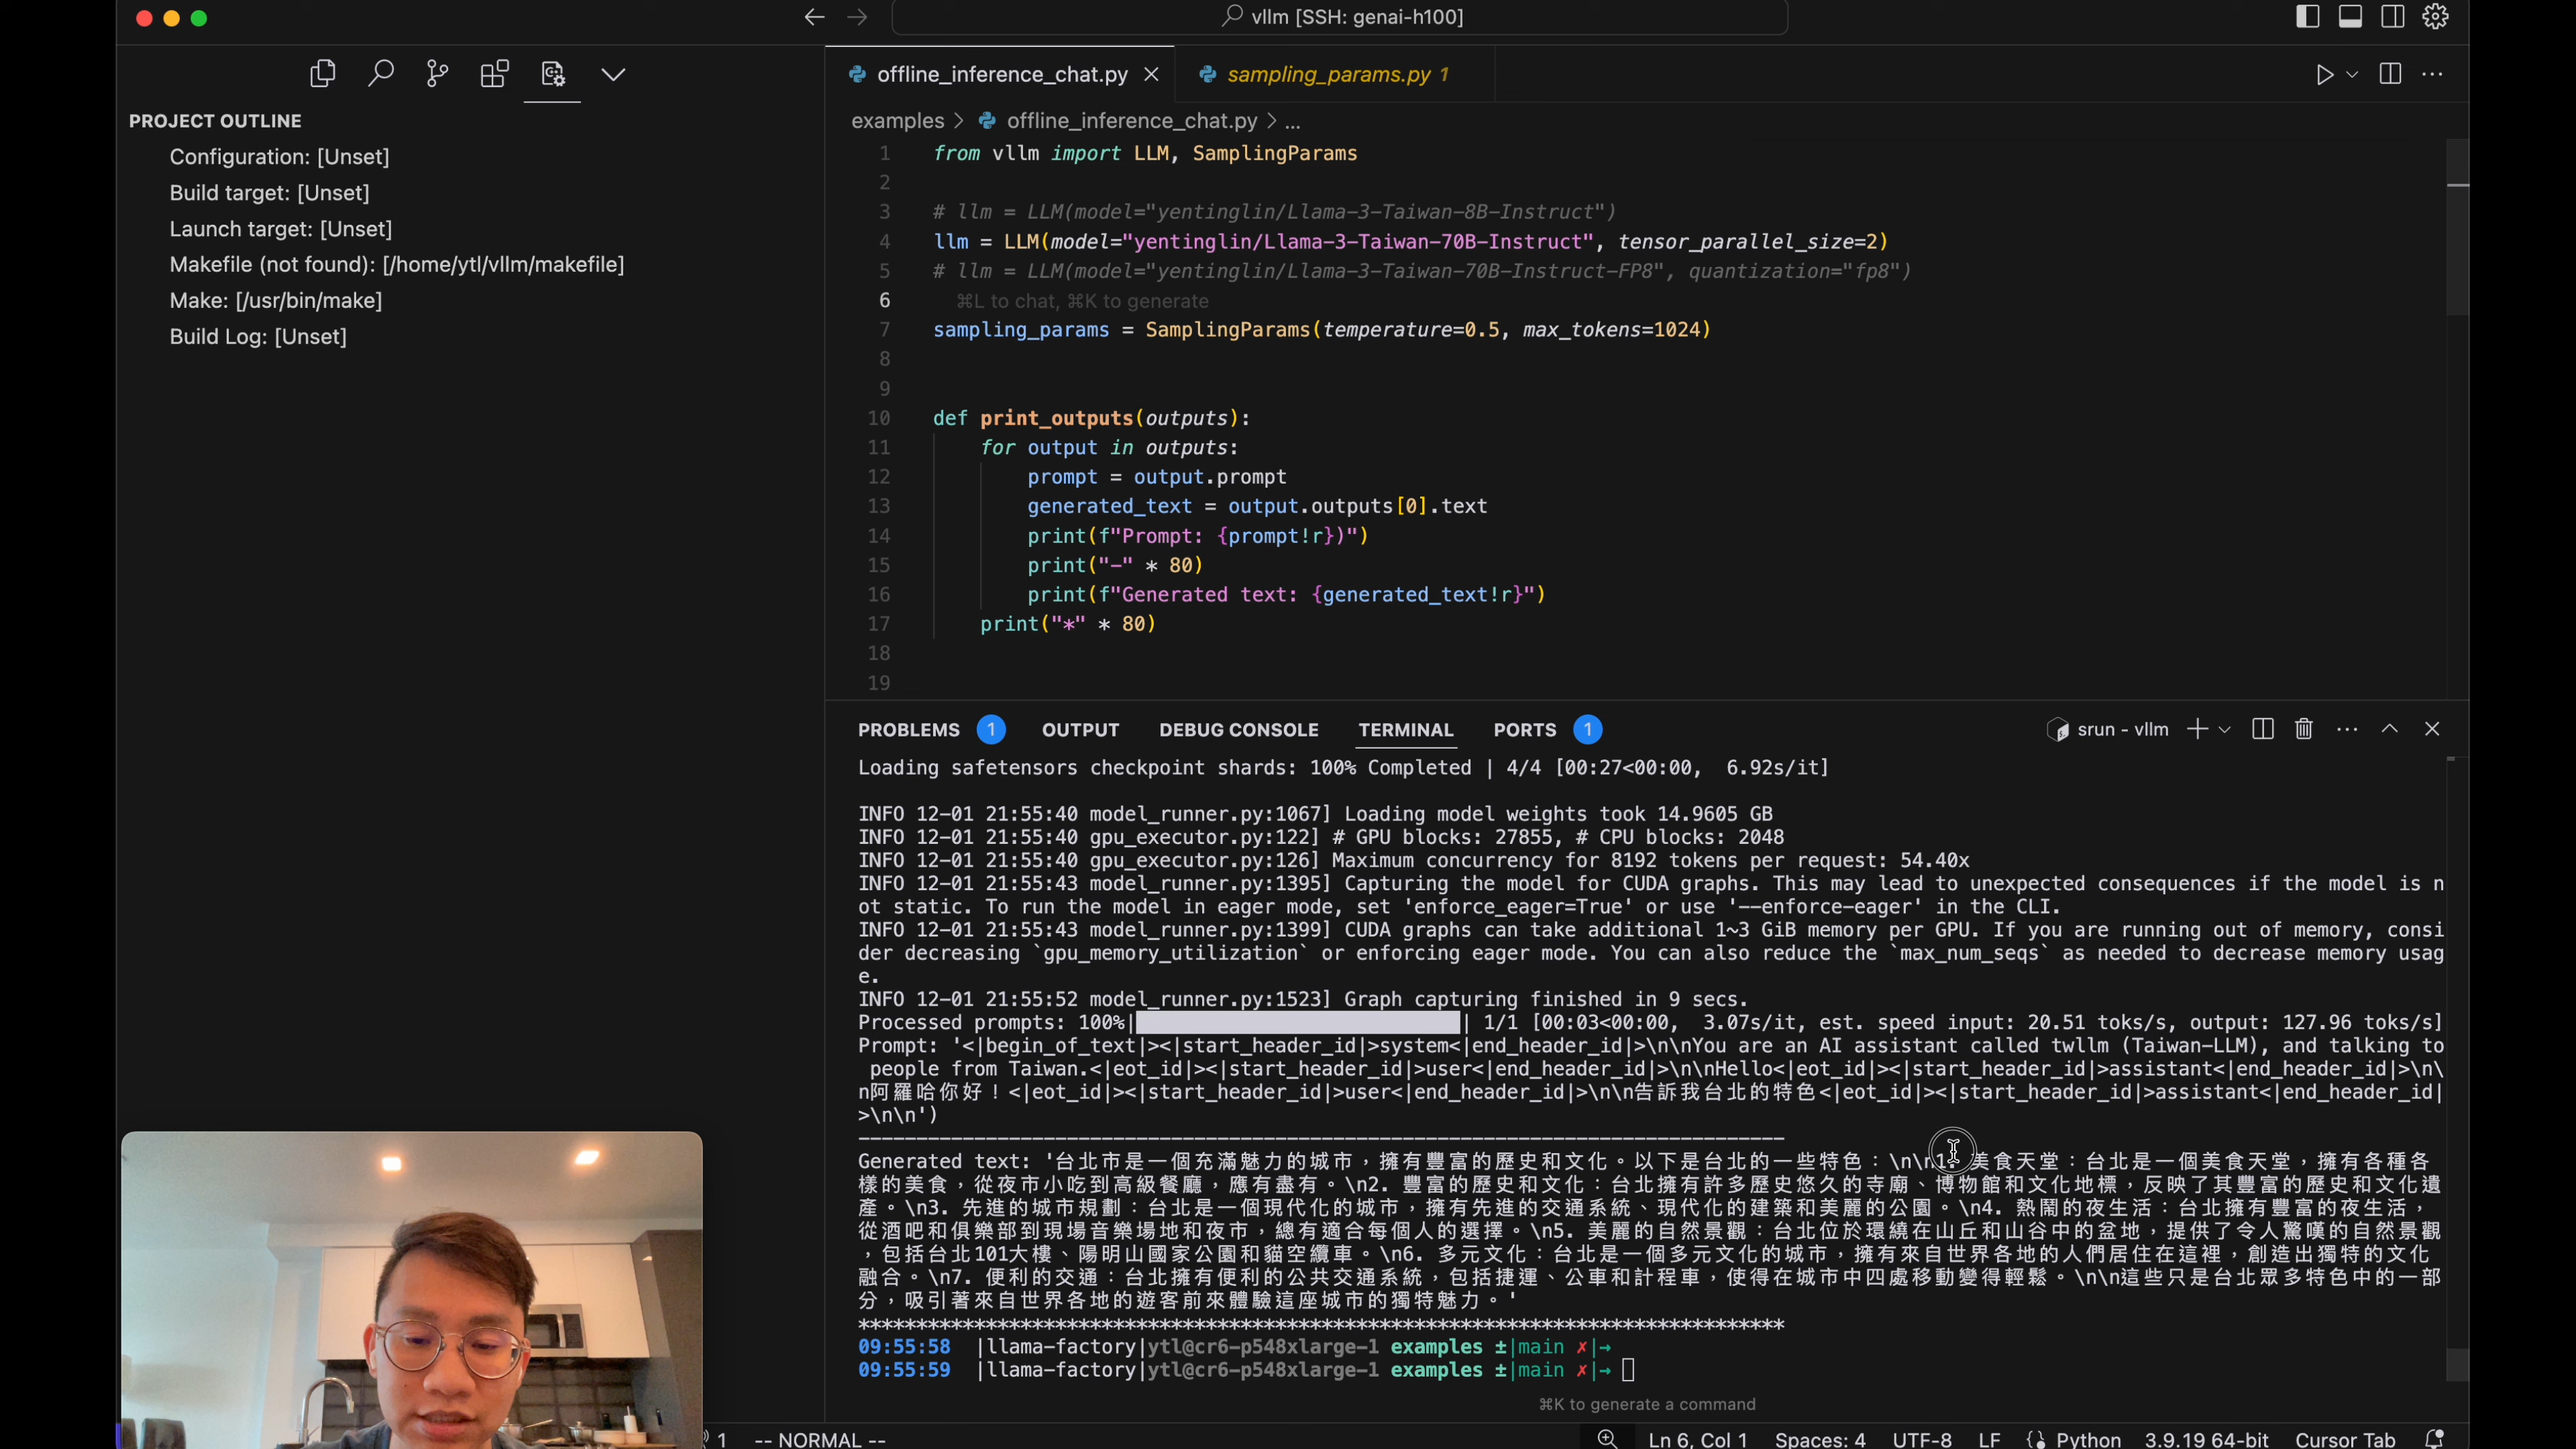 vllm [SSH: genai-h100]
PROJECT OUTLINE
Configuration: [Unset]
Build target: [Unset]
Launch target: [Unset]
Makefile (not found): [/home/ytl/vllm/makefile]
Make: [/usr/bin/make]
Build Log: [Unset]
offline_inference_chat.py
sampling_params.py 1
examples > offline_inference_chat.py > ...
1 from vllm import LLM, SamplingParams
2
3 # llm = LLM(model="yentinglin/Llama-3-Taiwan-8B-Instruct")
4 llm = LLM(model="yentinglin/Llama-3-Taiwan-70B-Instruct", tensor_parallel_size=2)
5 # llm = LLM(model="yentinglin/Llama-3-Taiwan-70B-Instruct-FP8", quantization="fp8")
6 ⌘L to chat, ⌘K to generate
7 sampling_params = SamplingParams(temperature=0.5, max_tokens=1024)
8
9
10 def print_outputs(outputs):
11 for output in outputs:
12 prompt = output.prompt
13 generated_text = output.outputs[0].text
14 print(f"Prompt: {prompt!r})")
15 print("-" * 80)
16 print(f"Generated text: {generated_text!r}")
17 print("*" * 80)
18
19
PROBLEMS 1 OUTPUT DEBUG CONSOLE TERMINAL PORTS 1
srun - vllm
Loading safetensors checkpoint shards: 100% Completed | 4/4 [00:27<00:00, 6.92s/it]
INFO 12-01 21:55:40 model_runner.py:1067] Loading model weights took 14.9605 GB
INFO 12-01 21:55:40 gpu_executor.py:122] # GPU blocks: 27855, # CPU blocks: 2048
INFO 12-01 21:55:40 gpu_executor.py:126] Maximum concurrency for 8192 tokens per request: 54.40x
INFO 12-01 21:55:43 model_runner.py:1395] Capturing the model for CUDA graphs. This may lead to unexpected consequences if the model is n
ot static. To run the model in eager mode, set 'enforce_eager=True' or use '--enforce-eager' in the CLI.
INFO 12-01 21:55:43 model_runner.py:1399] CUDA graphs can take additional 1~3 GiB memory per GPU. If you are running out of memory, consi
der decreasing `gpu_memory_utilization` or enforcing eager mode. You can also reduce the `max_num_seqs` as needed to decrease memory usag
e.
INFO 12-01 21:55:52 model_runner.py:1523] Graph capturing finished in 9 secs.
Processed prompts: 100%| | 1/1 [00:03<00:00, 3.07s/it, est. speed input: 20.51 toks/s, output: 127.96 toks/s]
Prompt: '<|begin_of_text|><|start_header_id|>system<|end_header_id|>\n\nYou are an AI assistant called twllm (Taiwan-LLM), and talking to
people from Taiwan.<|eot_id|><|start_header_id|>user<|end_header_id|>\n\nHello<|eot_id|><|start_header_id|>assistant<|end_header_id|>\n\
n阿羅哈你好！<|eot_id|><|start_header_id|>user<|end_header_id|>\n\n告訴我台北的特色<|eot_id|><|start_header_id|>assistant<|end_header_id|
>\n\n')
--------------------------------------------------------------------------------
Generated text: '台北市是一個充滿魅力的城市，擁有豐富的歷史和文化。以下是台北的一些特色：\n\n1. 美食天堂：台北是一個美食天堂，擁有各種各
樣的美食，從夜市小吃到高級餐廳，應有盡有。\n2. 豐富的歷史和文化：台北擁有許多歷史悠久的寺廟、博物館和文化地標，反映了其豐富的歷史和文化遺
產。\n3. 先進的城市規劃：台北是一個現代化的城市，擁有先進的交通系統、現代化的建築和美麗的公園。\n4. 熱鬧的夜生活：台北擁有豐富的夜生活，
從酒吧和俱樂部到現場音樂場地和夜市，總有適合每個人的選擇。\n5. 美麗的自然景觀：台北位於環繞在山丘和山谷中的盆地，提供了令人驚嘆的自然景觀
，包括台北101大樓、陽明山國家公園和貓空纜車。\n6. 多元文化：台北是一個多元文化的城市，擁有來自世界各地的人們居住在這裡，創造出獨特的文化
融合。\n7. 便利的交通：台北擁有便利的公共交通系統，包括捷運、公車和計程車，使得在城市中四處移動變得輕鬆。\n\n這些只是台北眾多特色中的一部
分，吸引著來自世界各地的遊客前來體驗這座城市的獨特魅力。'
********************************************************************************
09:55:58 |llama-factory|ytl@cr6-p548xlarge-1 examples ±|main ✗|→
09:55:59 |llama-factory|ytl@cr6-p548xlarge-1 examples ±|main ✗|→
⌘K to generate a command
1 -- NORMAL -- Ln 6, Col 1 Spaces: 4 UTF-8 LF Python 3.9.19 64-bit Cursor Tab